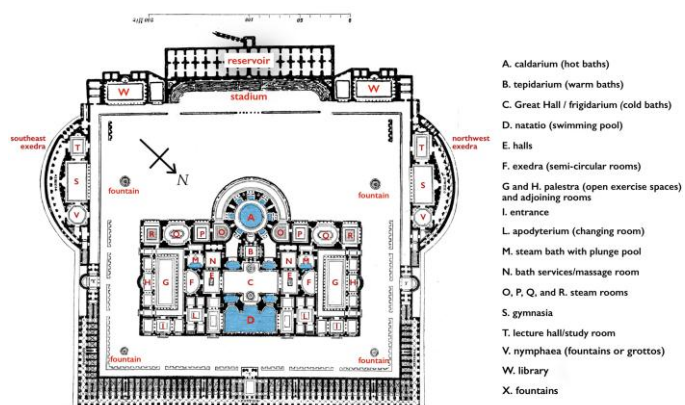 reservoir
W
W
stadium
southeast
exedra
northwest
exedra
T
T
S
S
N
fountain
fountain
V
V
A
R
Q
P
O
O
P
Q
R
B
M
N
N
M
E
E
H
G
F
C
F
G
H
L
L
D
I
I
fountain
fountain
A. caldarium (hot baths)
B. tepidarium (warm baths)
C. Great Hall / frigidarium (cold baths)
D. natatio (swimming pool)
E. halls
F. exedra (semi-circular rooms)
G and H. palestra (open exercise spaces)
and adjoining rooms
I. entrance
L. apodyterium (changing room)
M. steam bath with plunge pool
N. bath services/massage room
O, P, Q, and R. steam rooms
S. gymnasia
T. lecture hall/study room
V. nymphaea (fountains or grottos)
W. library
X. fountains